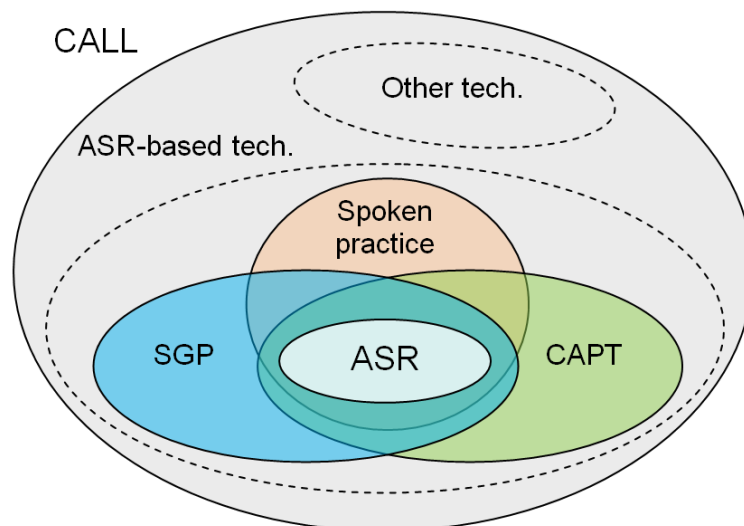 CALL
Other tech.
ASR-based tech.
Spoken
practice
SGP
ASR
CAPT